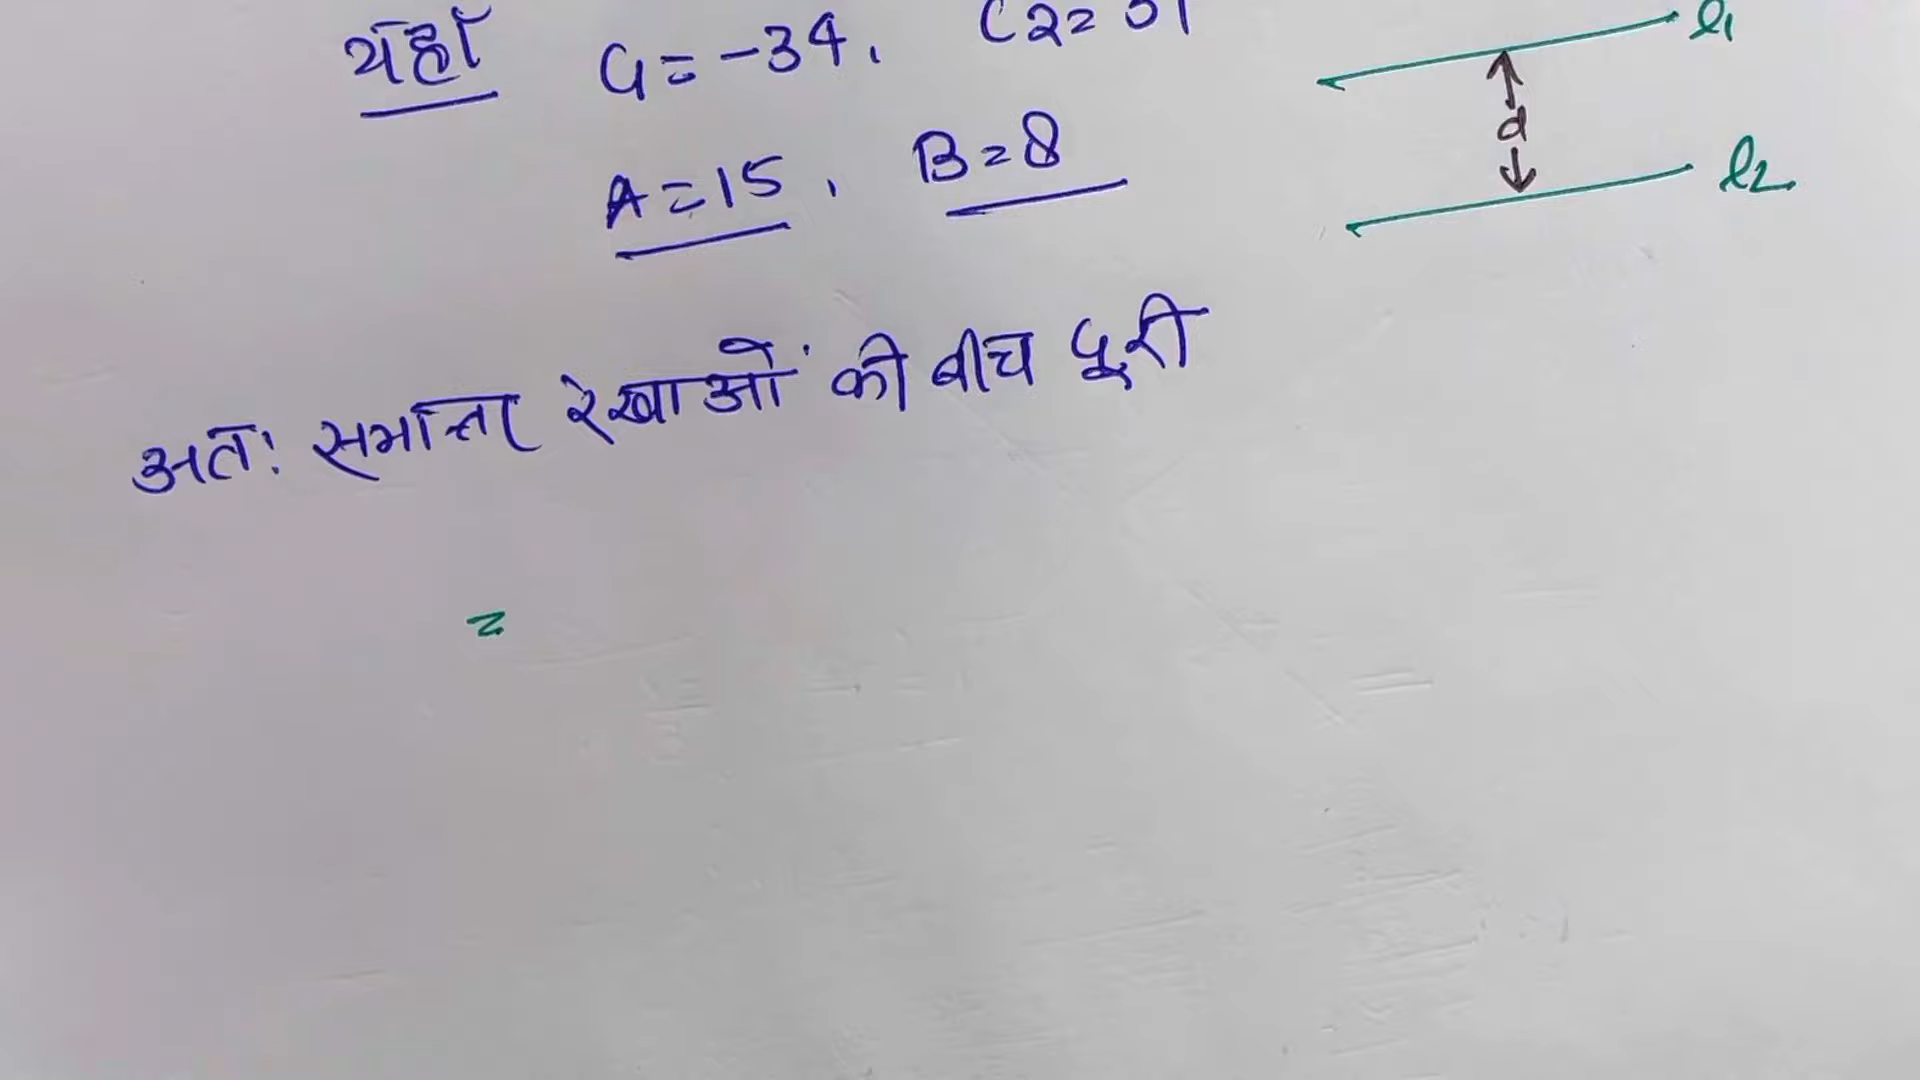 यहाँ C1=-34, C2=31
l1
d
A=15, B=8
l2
अत: समान्तर रेखाओं की बीच दूरी
=